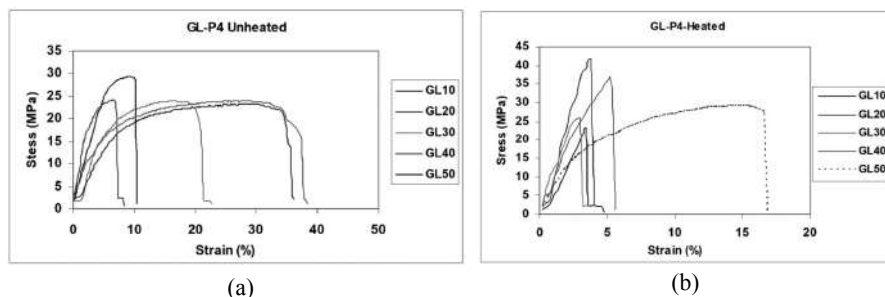 GL-P4 Unheated
35
30
25
20
15
10
5
0
Stess (MPa)
0 10 20 30 40 50
Strain (%)
GL10
GL20
GL30
GL40
GL50
(a)
GL-P4-Heated
45
40
35
30
25
20
15
10
5
0
Sress (MPa)
0 5 10 15 20
Strain (%)
GL10
GL20
GL30
GL40
GL50
(b)